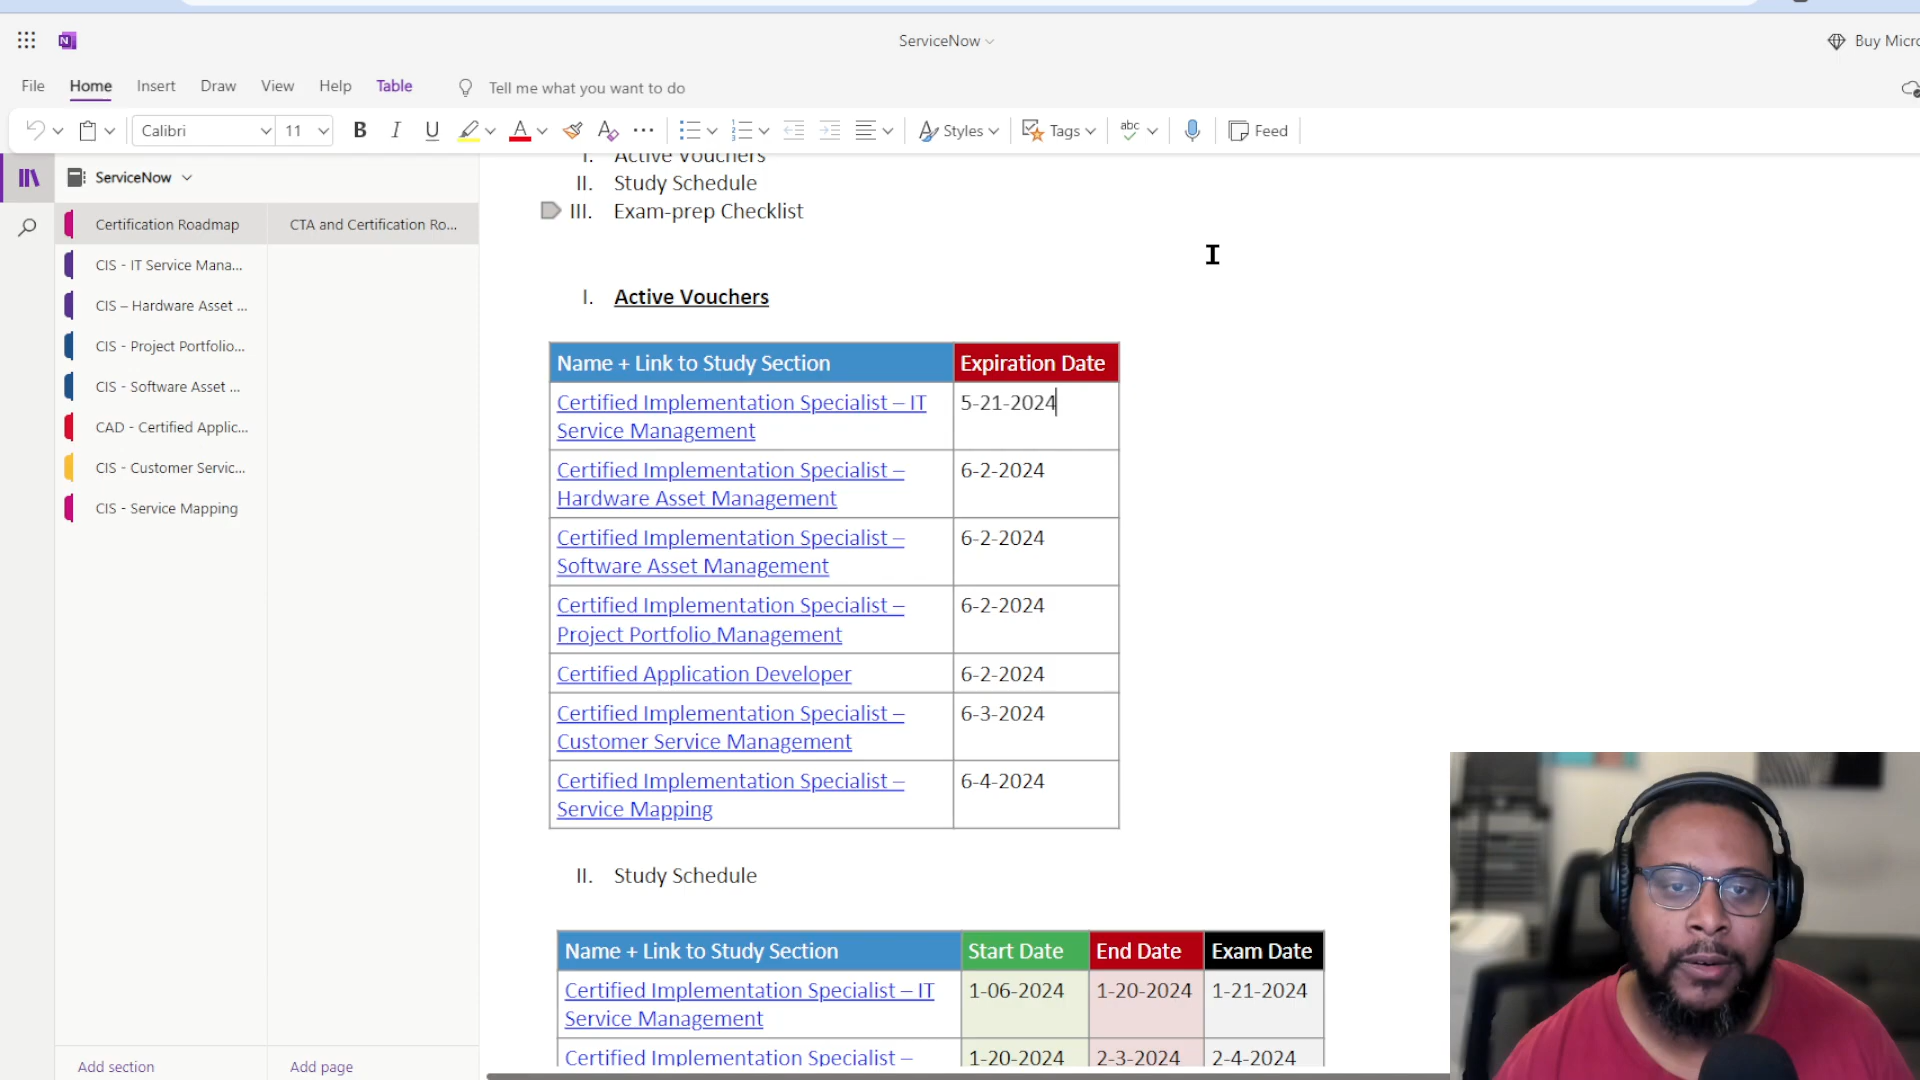 ServiceNow
Buy Micro
File Home Insert Draw View Help Table Tell me what you want to do
Calibri 11 B I U Styles Tags abc Feed
ServiceNow
Certification Roadmap
CIS - IT Service Mana...
CIS – Hardware Asset ...
CIS - Project Portfolio...
CIS - Software Asset ...
CAD - Certified Applic...
CIS - Customer Servic...
CIS - Service Mapping
Add section
CTA and Certification Ro...
Add page
I. Active Vouchers
II. Study Schedule
III. Exam-prep Checklist
I. Active Vouchers
Name + Link to Study Section Expiration Date
Certified Implementation Specialist – IT 5-21-2024
Service Management
Certified Implementation Specialist – 6-2-2024
Hardware Asset Management
Certified Implementation Specialist – 6-2-2024
Software Asset Management
Certified Implementation Specialist – 6-2-2024
Project Portfolio Management
Certified Application Developer 6-2-2024
Certified Implementation Specialist – 6-3-2024
Customer Service Management
Certified Implementation Specialist – 6-4-2024
Service Mapping
II. Study Schedule
Name + Link to Study Section Start Date End Date Exam Date
Certified Implementation Specialist – IT 1-06-2024 1-20-2024 1-21-2024
Service Management
Certified Implementation Specialist – 1-20-2024 2-3-2024 2-4-2024